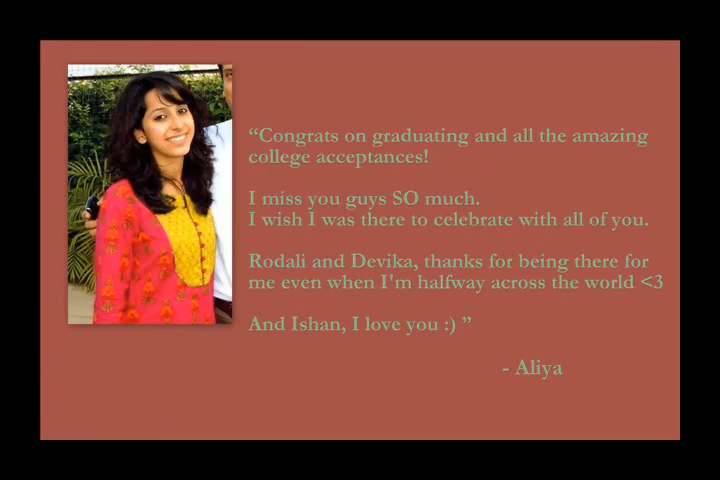 “Congrats on graduating and all the amazing
college acceptances!
I miss you guys SO much.
I wish I was there to celebrate with all of you.
Rodali and Devika, thanks for being there for
me even when I'm halfway across the world <3
And Ishan, I love you :) ”
- Aliya